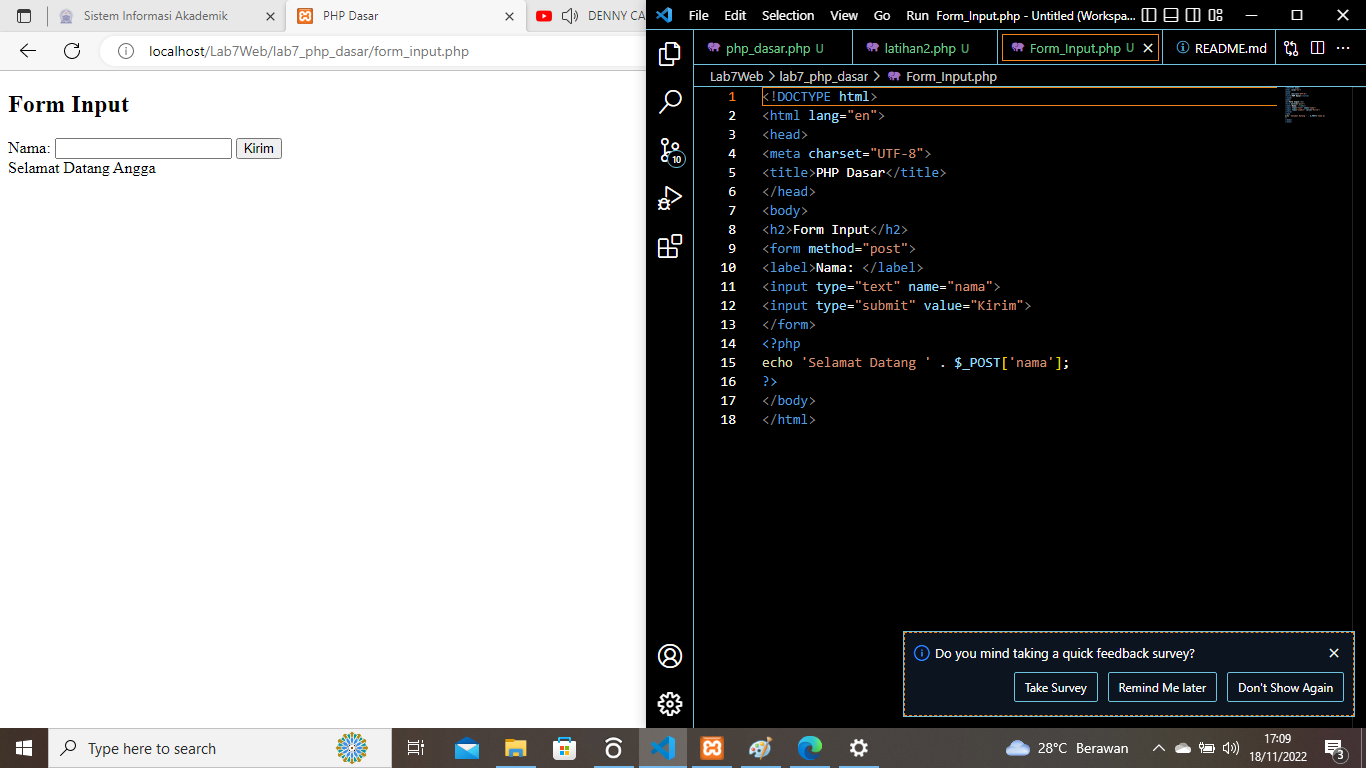 Sistem Informasi Akademik
PHP Dasar
DENNY CA
localhost/Lab7Web/lab7_php_dasar/form_input.php
Form Input
Nama: Kirim
Selamat Datang Angga
File Edit Selection View Go Run Form_Input.php - Untitled (Workspa...
php_dasar.php U
latihan2.php U
Form_Input.php U
README.md
Lab7Web > lab7_php_dasar > Form_Input.php
10
1 <!DOCTYPE html>
2 <html lang="en">
3 <head>
4 <meta charset="UTF-8">
5 <title>PHP Dasar</title>
6 </head>
7 <body>
8 <h2>Form Input</h2>
9 <form method="post">
10 <label>Nama: </label>
11 <input type="text" name="nama">
12 <input type="submit" value="Kirim">
13 </form>
14 <?php
15 echo 'Selamat Datang ' . $_POST['nama'];
16 ?>
17 </body>
18 </html>
Do you mind taking a quick feedback survey?
Take Survey
Remind Me later
Don't Show Again
Type here to search
28°C Berawan
17:09
18/11/2022
3